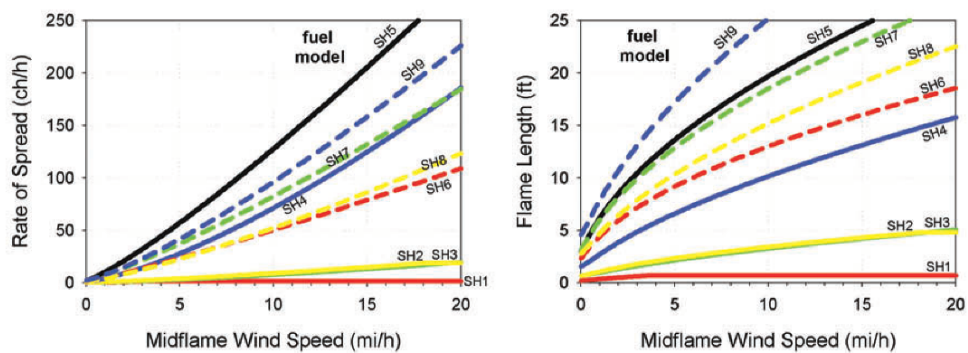 fuel
model
SH5
SH9
SH7
SH4
SH8
SH6
SH2 SH3
SH1
250
200
150
100
50
0
Rate of Spread (ch/h)
0 5 10 15 20
Midflame Wind Speed (mi/h)
fuel
model
SH9
SH5
SH7
SH8
SH6
SH4
SH2 SH3
SH1
25
20
15
10
5
0
Flame Length (ft)
0 5 10 15 20
Midflame Wind Speed (mi/h)